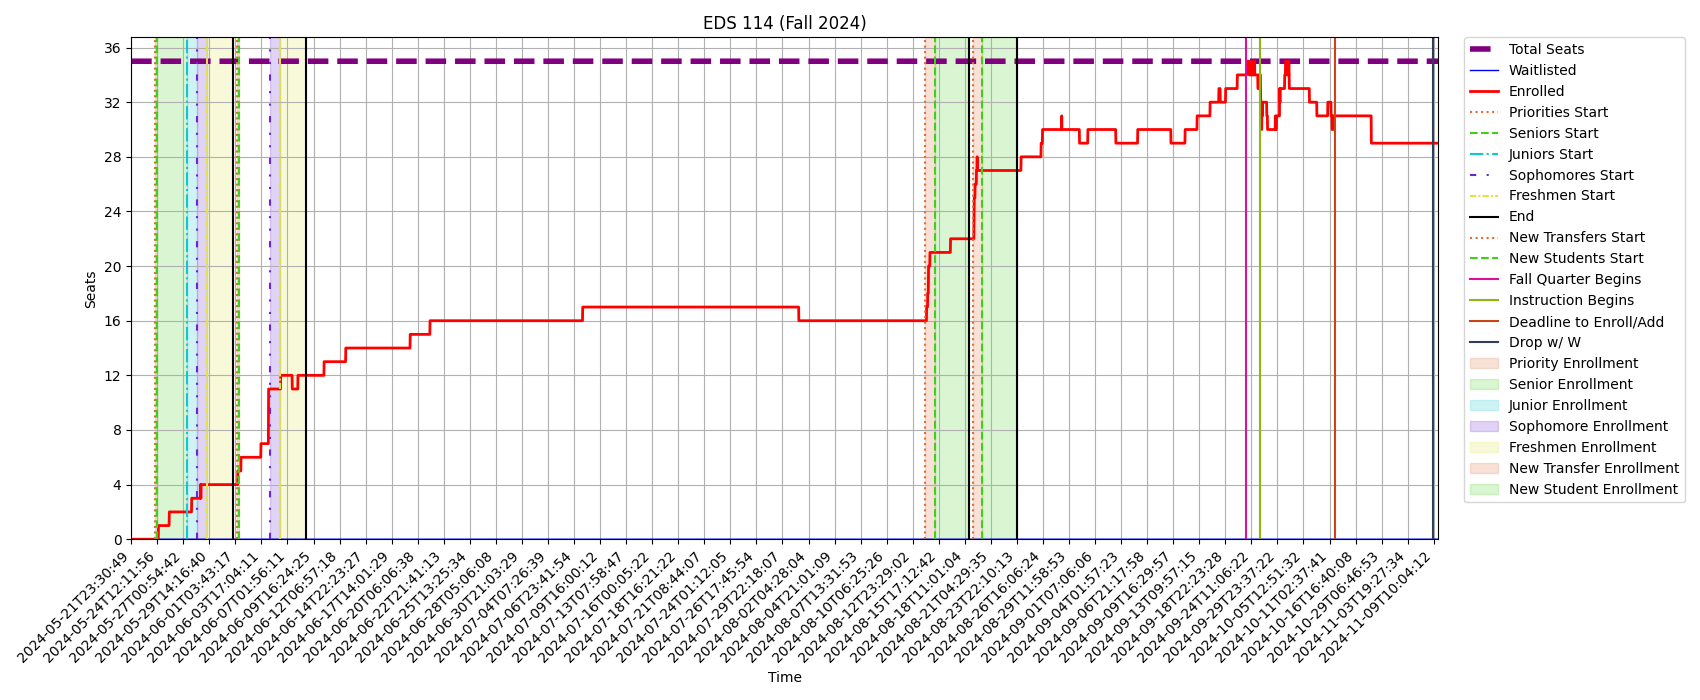 EDS 114 (Fall 2024)
36
32
28
24
20
16
12
8
4
0
Seats
2024-05-21T23:30:49
2024-05-24T12:11:56
2024-05-27T00:54:42
2024-05-29T14:16:40
2024-06-01T03:43:17
2024-06-03T17:04:11
2024-06-07T01:56:11
2024-06-09T16:24:25
2024-06-12T06:57:18
2024-06-14T22:23:27
2024-06-17T14:01:29
2024-06-20T06:06:38
2024-06-22T21:41:13
2024-06-25T13:25:34
2024-06-28T05:06:08
2024-06-30T21:03:29
2024-07-04T07:26:39
2024-07-06T23:41:54
2024-07-09T16:00:12
2024-07-13T07:58:47
2024-07-16T00:05:22
2024-07-18T16:21:22
2024-07-21T08:44:07
2024-07-24T01:12:05
2024-07-26T17:45:54
2024-07-29T22:18:07
2024-08-02T04:28:04
2024-08-04T21:01:09
2024-08-07T13:31:53
2024-08-10T06:25:26
2024-08-12T23:29:02
2024-08-15T17:12:42
2024-08-18T11:01:04
2024-08-21T04:29:35
2024-08-23T22:10:13
2024-08-26T16:06:24
2024-08-29T11:58:53
2024-09-01T07:06:06
2024-09-04T01:57:23
2024-09-06T21:17:58
2024-09-09T16:29:57
2024-09-13T09:57:15
2024-09-18T22:23:28
2024-09-24T11:06:22
2024-09-29T23:37:22
2024-10-05T12:51:32
2024-10-11T02:37:41
2024-10-16T16:40:08
2024-10-29T06:46:53
2024-11-03T19:27:34
2024-11-09T10:04:12
Time
Total Seats
Waitlisted
Enrolled
Priorities Start
Seniors Start
Juniors Start
Sophomores Start
Freshmen Start
End
New Transfers Start
New Students Start
Fall Quarter Begins
Instruction Begins
Deadline to Enroll/Add
Drop w/ W
Priority Enrollment
Senior Enrollment
Junior Enrollment
Sophomore Enrollment
Freshmen Enrollment
New Transfer Enrollment
New Student Enrollment